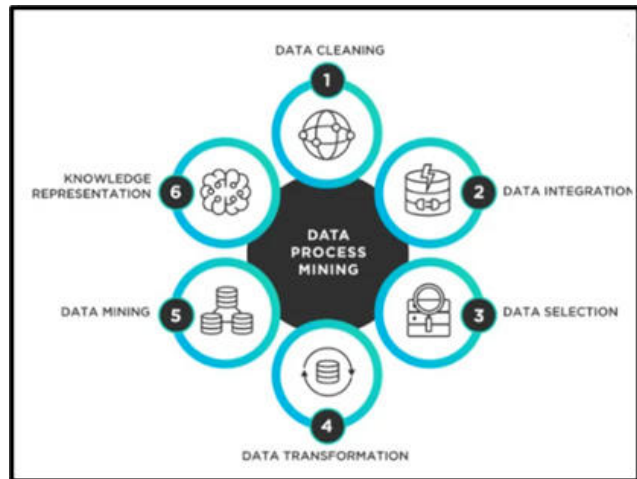 DATA CLEANING
1
2
DATA INTEGRATION
3
DATA SELECTION
4
DATA TRANSFORMATION
5
DATA MINING
6
KNOWLEDGE
REPRESENTATION
DATA
PROCESS
MINING